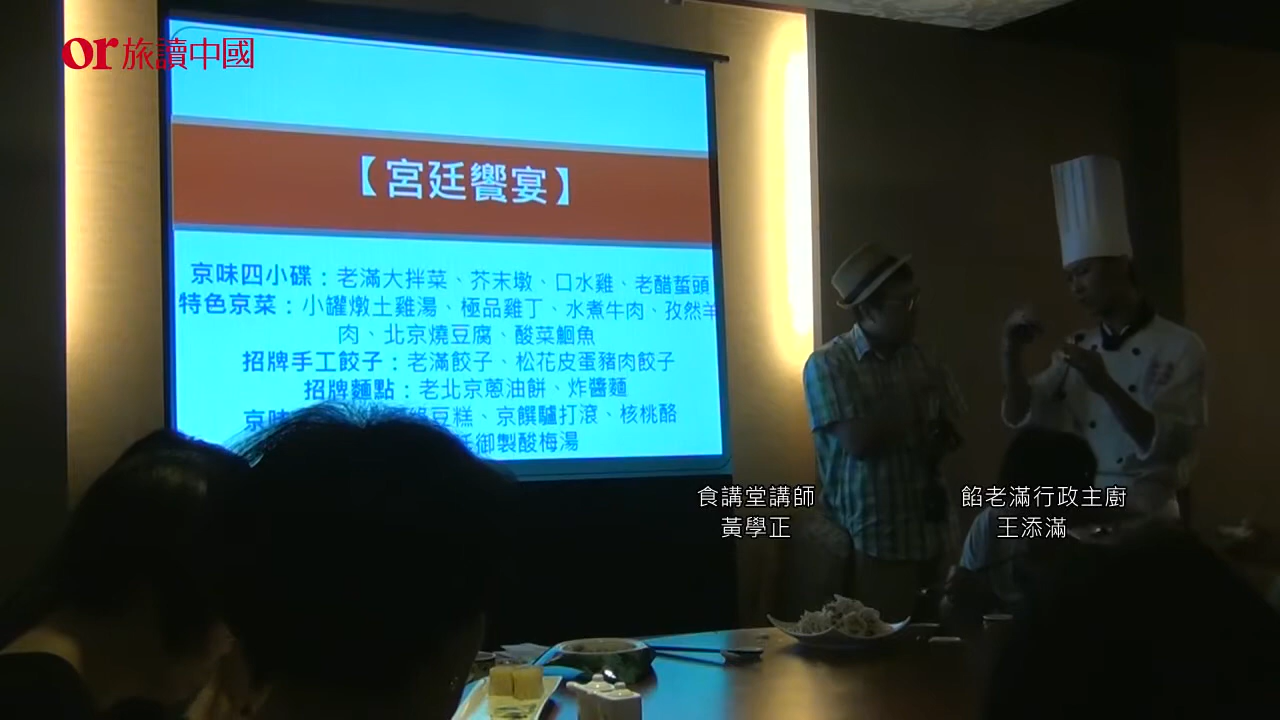 or旅讀中國
【宮廷饗宴】
京味四小碟：老滿大拌菜、芥末墩、口水雞、老醋蜇頭
特色京菜：小罐燉土雞湯、極品雞丁、水煮牛肉、孜然羊
肉、北京燒豆腐、酸菜鮰魚
招牌手工餃子：老滿餃子、松花皮蛋豬肉餃子
招牌麵點：老北京蔥油餅、炸醬麵
京味 綠豆糕、京饌驢打滾、核桃酪
御製酸梅湯
食講堂講師
黃學正
餡老滿行政主廚
王添滿